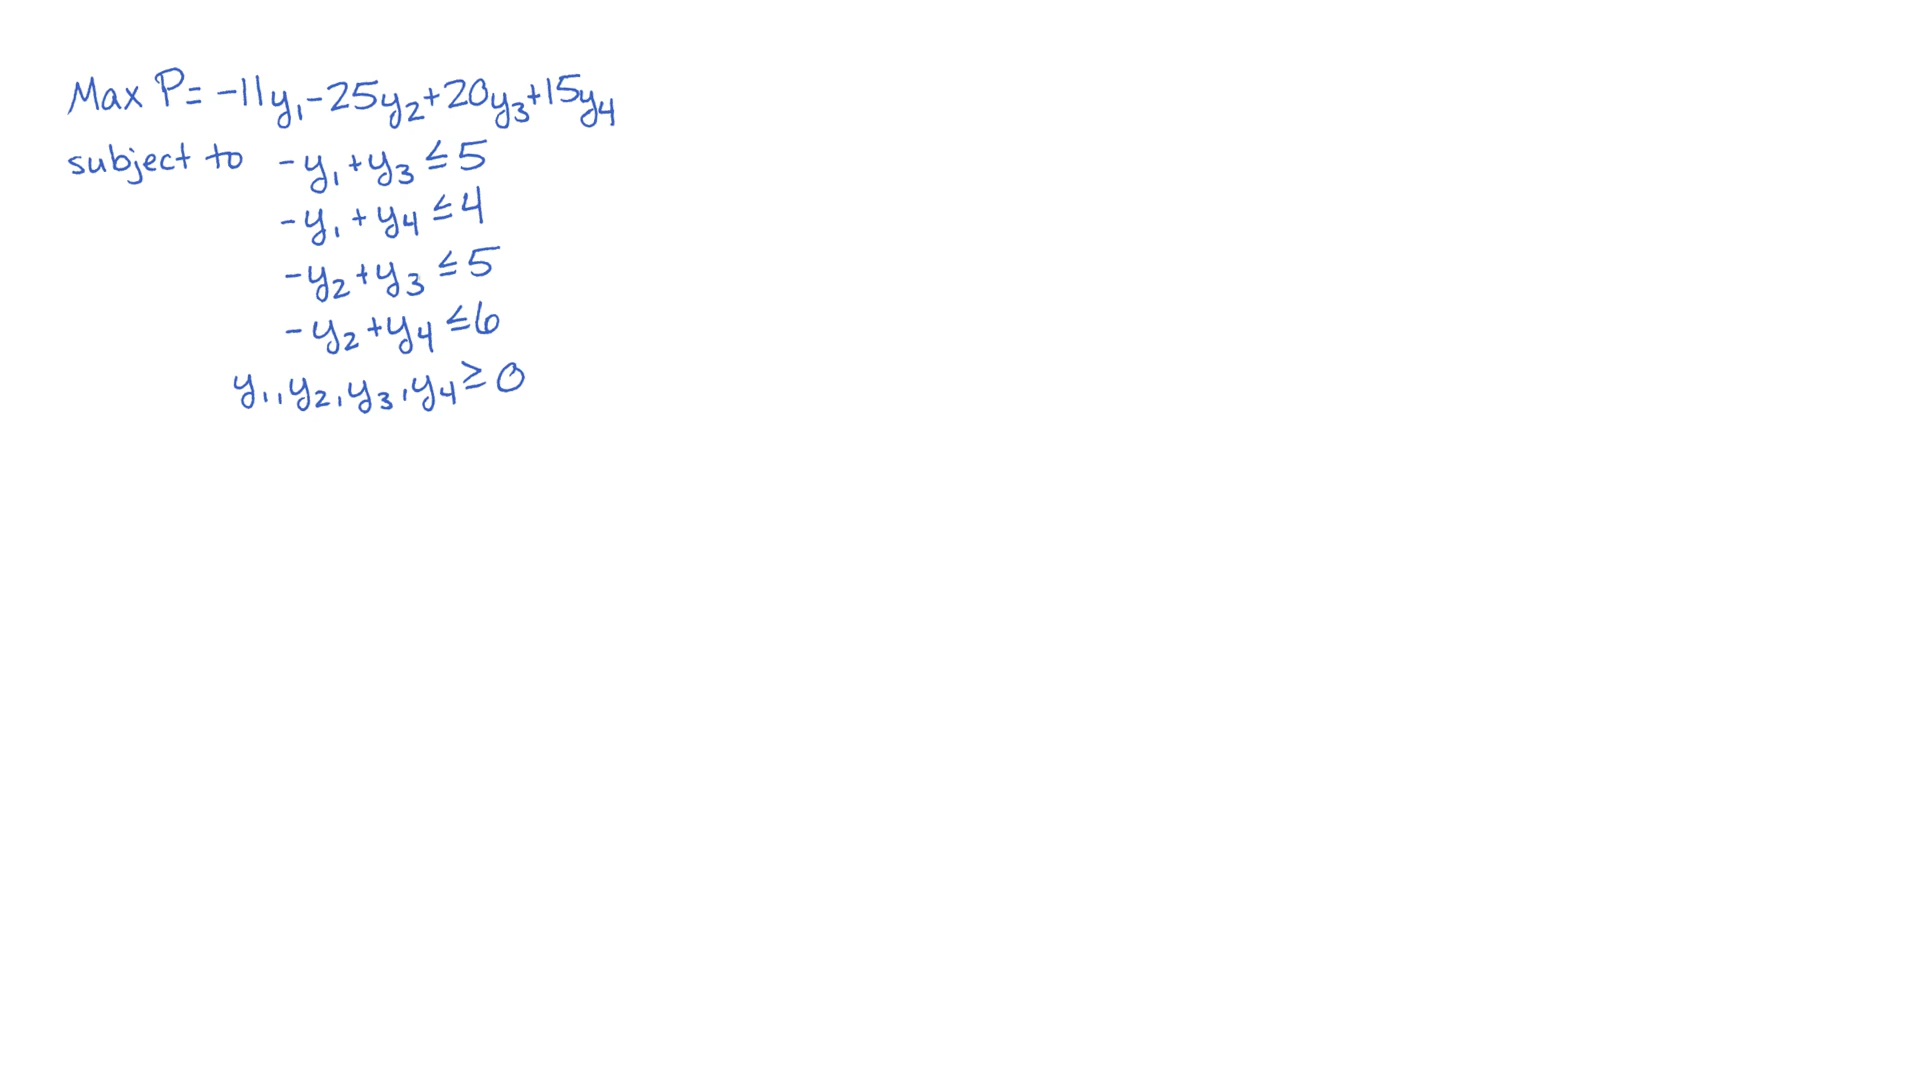 Max P= -11y₁-25y₂+20y₃+15y₄
subject to -y₁+y₃ ≤ 5
-y₁+y₄ ≤ 4
-y₂+y₃ ≤ 5
-y₂+y₄ ≤ 6
y₁,y₂,y₃,y₄ ≥ 0